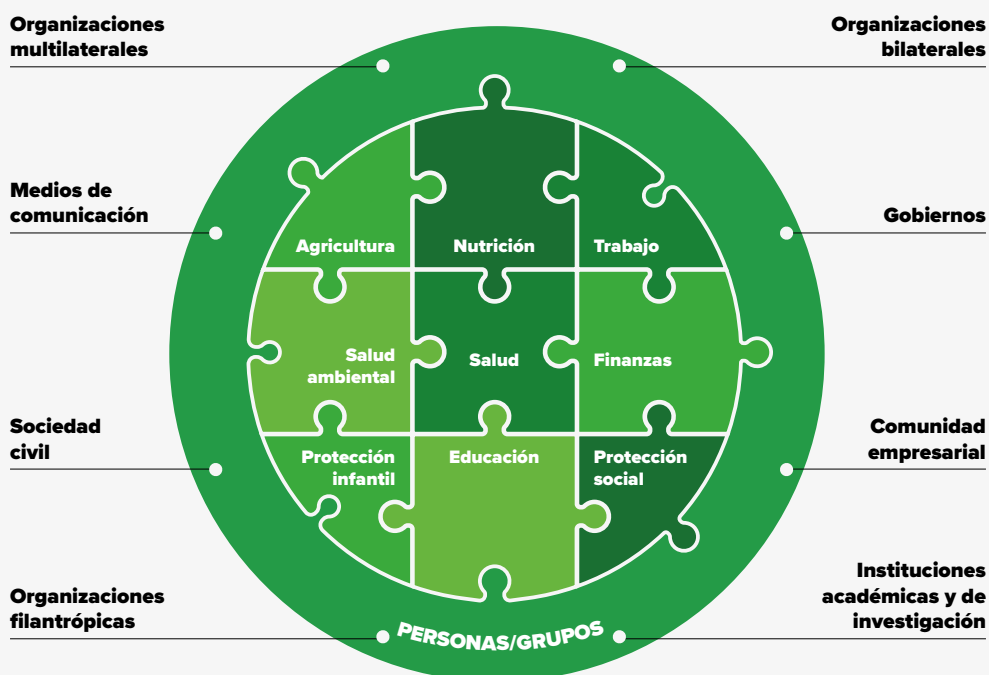 Organizaciones
multilaterales
Organizaciones
bilaterales
Medios de
comunicación
Gobiernos
Agricultura
Nutrición
Trabajo
Salud
ambiental
Salud
Finanzas
Sociedad
civil
Comunidad
empresarial
Protección
infantil
Educación
Protección
social
Organizaciones
filantrópicas
Instituciones
académicas y de
investigación
PERSONAS/GRUPOS